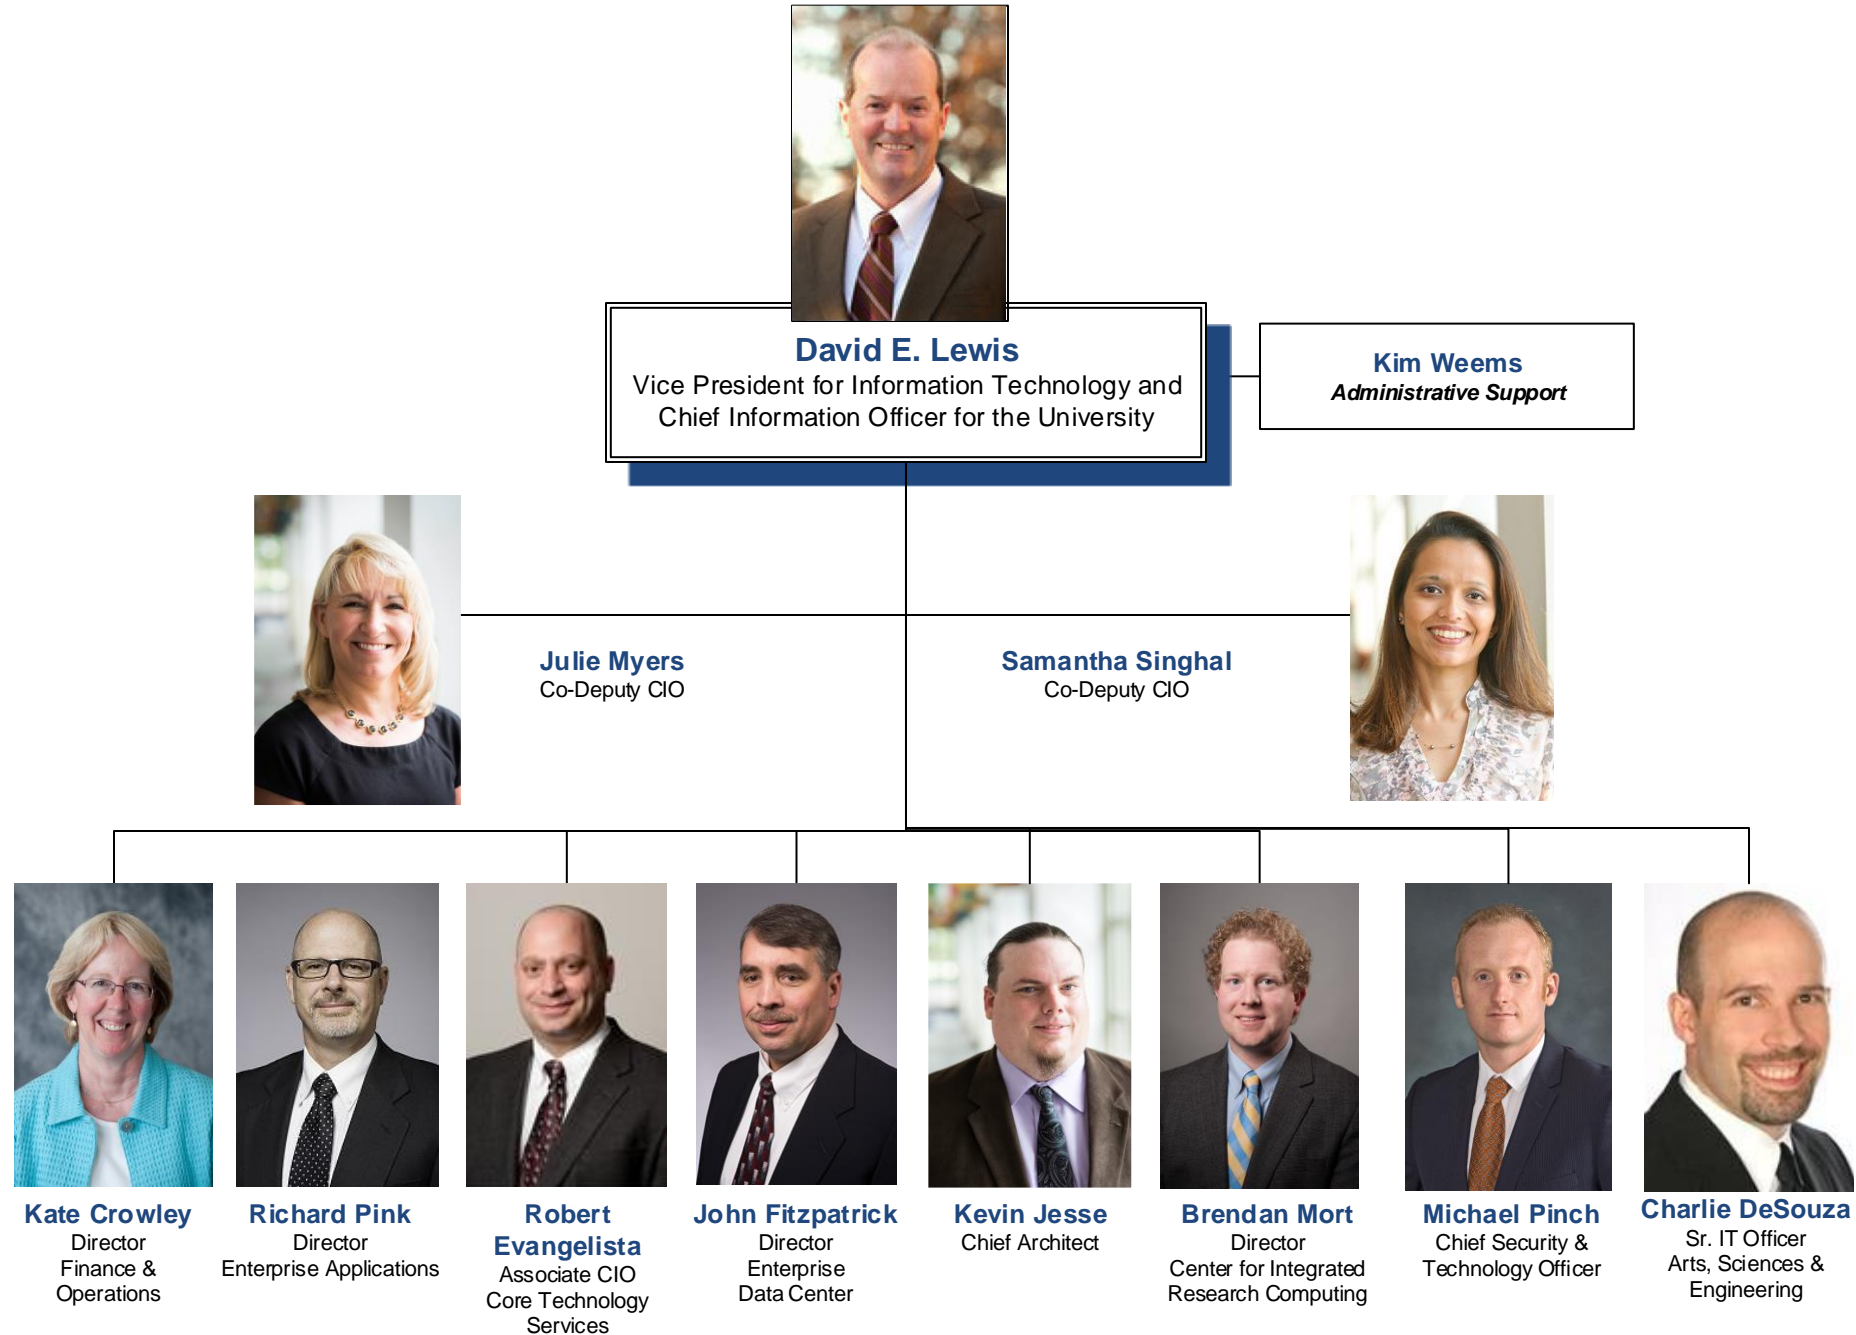 David E. Lewis
Vice President for Information Technology and
Chief Information Officer for the University
Kim Weems
Administrative Support
Julie Myers
Co-Deputy CIO
Samantha Singhal
Co-Deputy CIO
Kate Crowley
Director
Finance &
Operations
Richard Pink
Director
Enterprise Applications
Robert
Evangelista
Associate CIO
Core Technology
Services
John Fitzpatrick
Director
Enterprise
Data Center
Kevin Jesse
Chief Architect
Brendan Mort
Director
Center for Integrated
Research Computing
Michael Pinch
Chief Security &
Technology Officer
Charlie DeSouza
Sr. IT Officer
Arts, Sciences &
Engineering